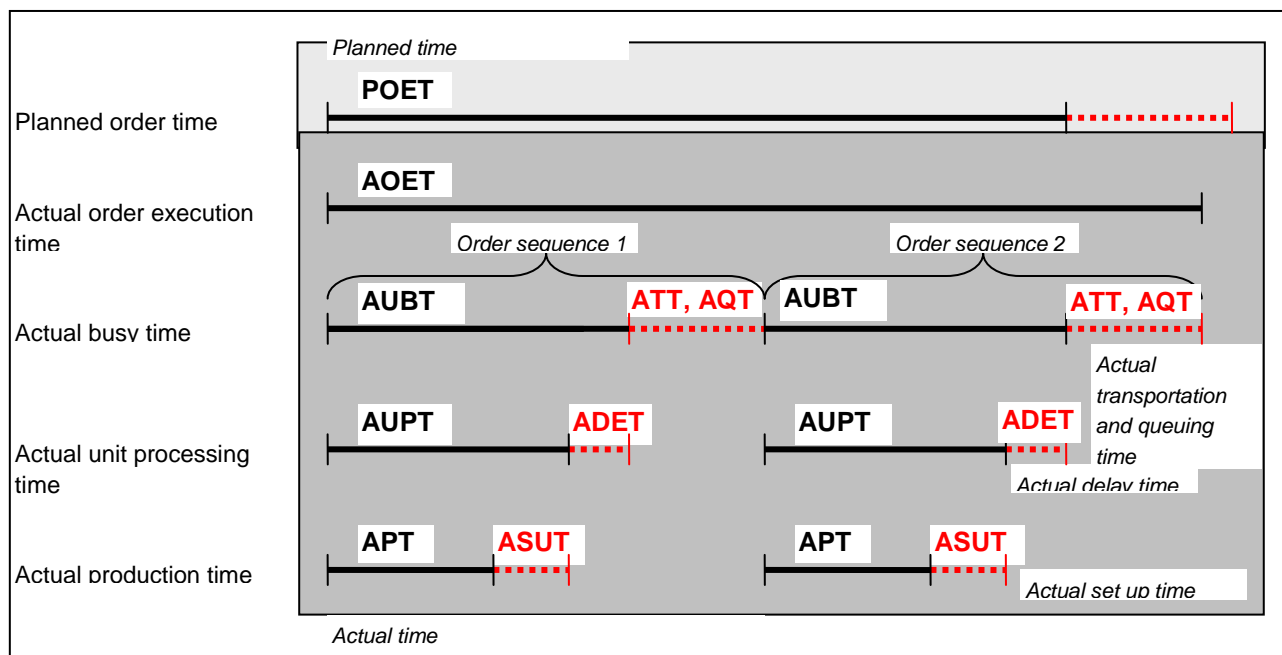 Planned time
POET
Planned order time
AOET
Actual order execution
time
Order sequence 1
Order sequence 2
AUBT
ATT, AQT
AUBT
ATT, AQT
Actual busy time
Actual
transportation
and queuing
time
AUPT
ADET
AUPT
ADET
Actual unit processing
time
Actual delay time
APT
ASUT
APT
ASUT
Actual production time
Actual set up time
Actual time